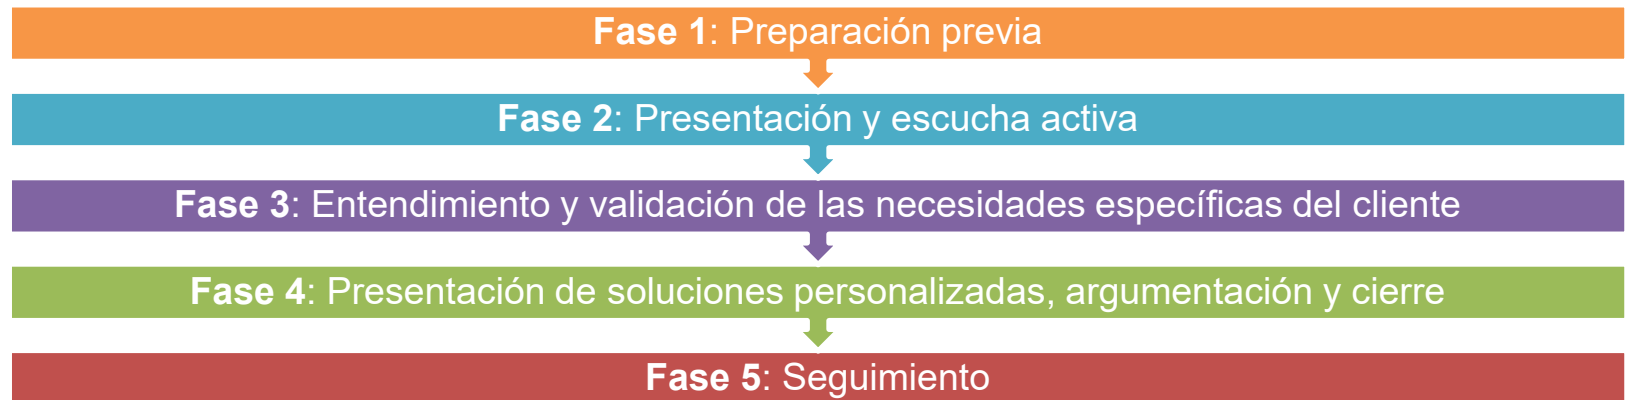 Fase 1: Preparación previa
Fase 2: Presentación y escucha activa
Fase 3: Entendimiento y validación de las necesidades específicas del cliente
Fase 4: Presentación de soluciones personalizadas, argumentación y cierre
Fase 5: Seguimiento